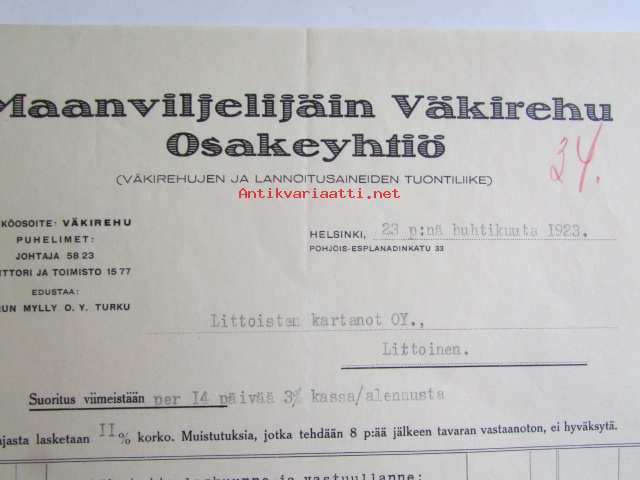 Maanviljelijäin Väkirehu
Osakeyhtiö
34.
(VÄKIREHUJEN JA LANNOITUSAINEIDEN TUONTILIIKE)
Antikvariaatti.net
KÖOSOITE: VÄKIREHU
PUHELIMET:
JOHTAJA 58 23
TTORI JA TOIMISTO 15 77
EDUSTAA:
UN MYLLY O. Y. TURKU
HELSINKI, 23 p:nä huhtikuuta 1923.
POHJOIS-ESPLANADINKATU 33
Littoisten kartanot OY.,
Littoinen.
Suoritus viimeistään per 14 päivää 3% kassa/alennusta
ajasta lasketaan 11% korko. Muistutuksia, jotka tehdään 8 p:ää jälkeen tavaran vastaanoton, ei hyväksytä.
ja vastuullanne: